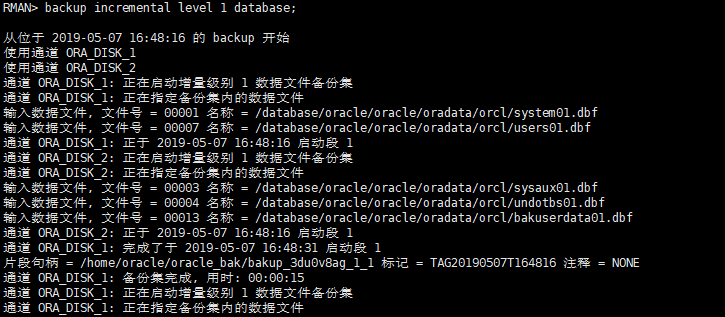 RMAN> backup incremental level 1 database;
从位于 2019-05-07 16:48:16 的 backup 开始
使用通道 ORA_DISK_1
使用通道 ORA_DISK_2
通道 ORA_DISK_1: 正在启动增量级别 1 数据文件备份集
通道 ORA_DISK_1: 正在指定备份集内的数据文件
输入数据文件, 文件号 = 00001 名称 = /database/oracle/oracle/oradata/orcl/system01.dbf
输入数据文件, 文件号 = 00007 名称 = /database/oracle/oracle/oradata/orcl/users01.dbf
通道 ORA_DISK_1: 正于 2019-05-07 16:48:16 启动段 1
通道 ORA_DISK_2: 正在启动增量级别 1 数据文件备份集
通道 ORA_DISK_2: 正在指定备份集内的数据文件
输入数据文件, 文件号 = 00003 名称 = /database/oracle/oracle/oradata/orcl/sysaux01.dbf
输入数据文件, 文件号 = 00004 名称 = /database/oracle/oracle/oradata/orcl/undotbs01.dbf
输入数据文件, 文件号 = 00013 名称 = /database/oracle/oracle/oradata/orcl/bakuserdata01.dbf
通道 ORA_DISK_2: 正于 2019-05-07 16:48:16 启动段 1
通道 ORA_DISK_1: 完成了于 2019-05-07 16:48:31 启动段 1
片段句柄 = /home/oracle/oracle_bak/bakup_3du0v8ag_1_1 标记 = TAG20190507T164816 注释 = NONE
通道 ORA_DISK_1: 备份集完成, 用时: 00:00:15
通道 ORA_DISK_1: 正在启动增量级别 1 数据文件备份集
通道 ORA_DISK_1: 正在指定备份集内的数据文件